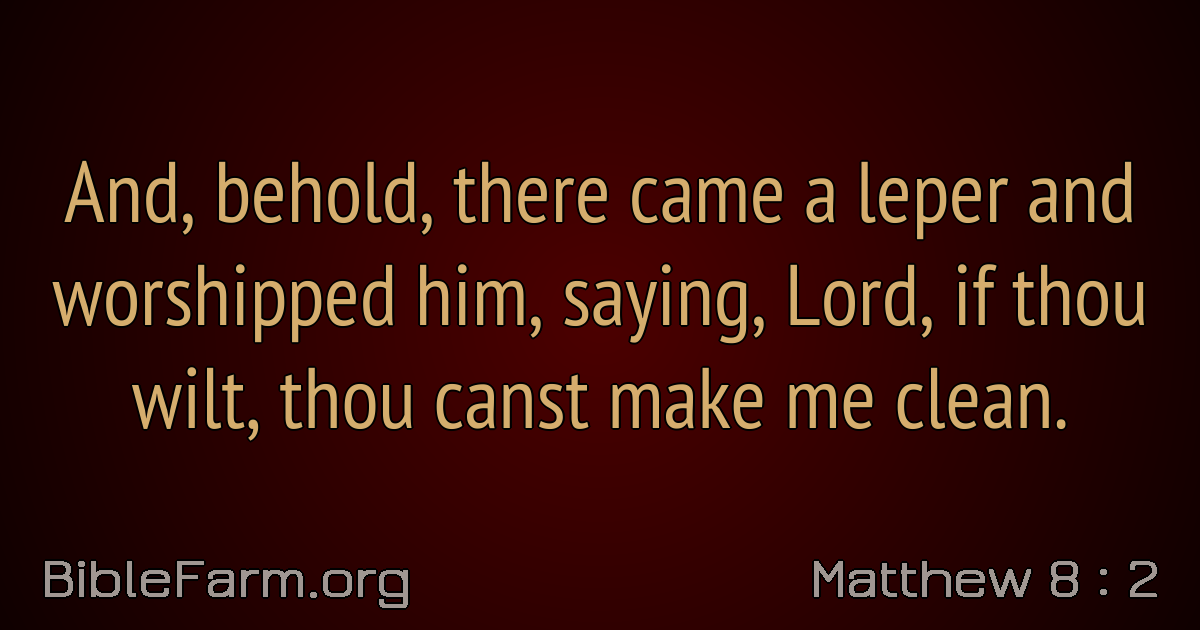 And, behold, there came a leper and
worshipped him, saying, Lord, if thou
wilt, thou canst make me clean.
BibleFarm.org
Matthew 8 : 2